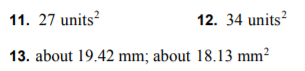 11. 27 units² 12. 34 units²
13. about 19.42 mm; about 18.13 mm²